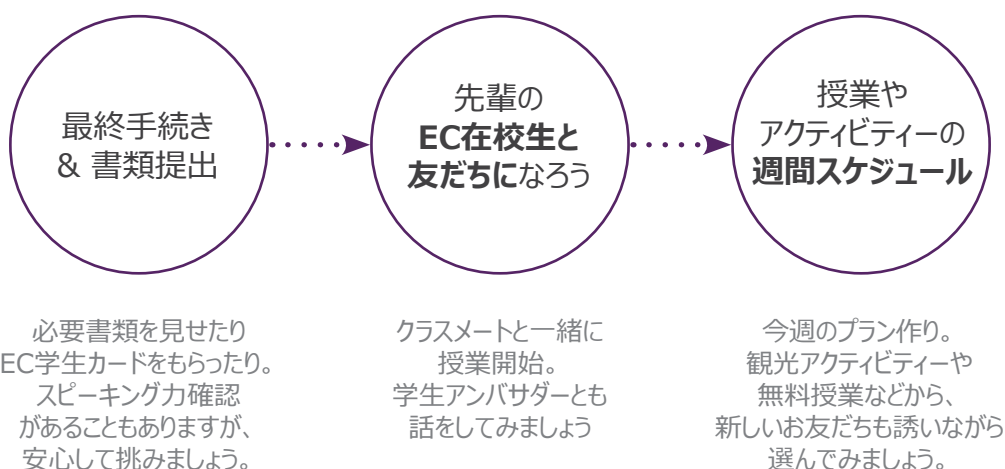 最終手続き
& 書類提出
先輩の
EC在校生と
友だちになろう
授業や
アクティビティーの
週間スケジュール
必要書類を見せたり
EC学生カードをもらったり。
スピーキング力確認
があることもありますが、
安心して挑みましょう。
クラスメートと一緒に
授業開始。
学生アンバサダーとも
話をしてみましょう
今週のプラン作り。
観光アクティビティーや
無料授業などから、
新しいお友だちも誘いながら
選んでみましょう。